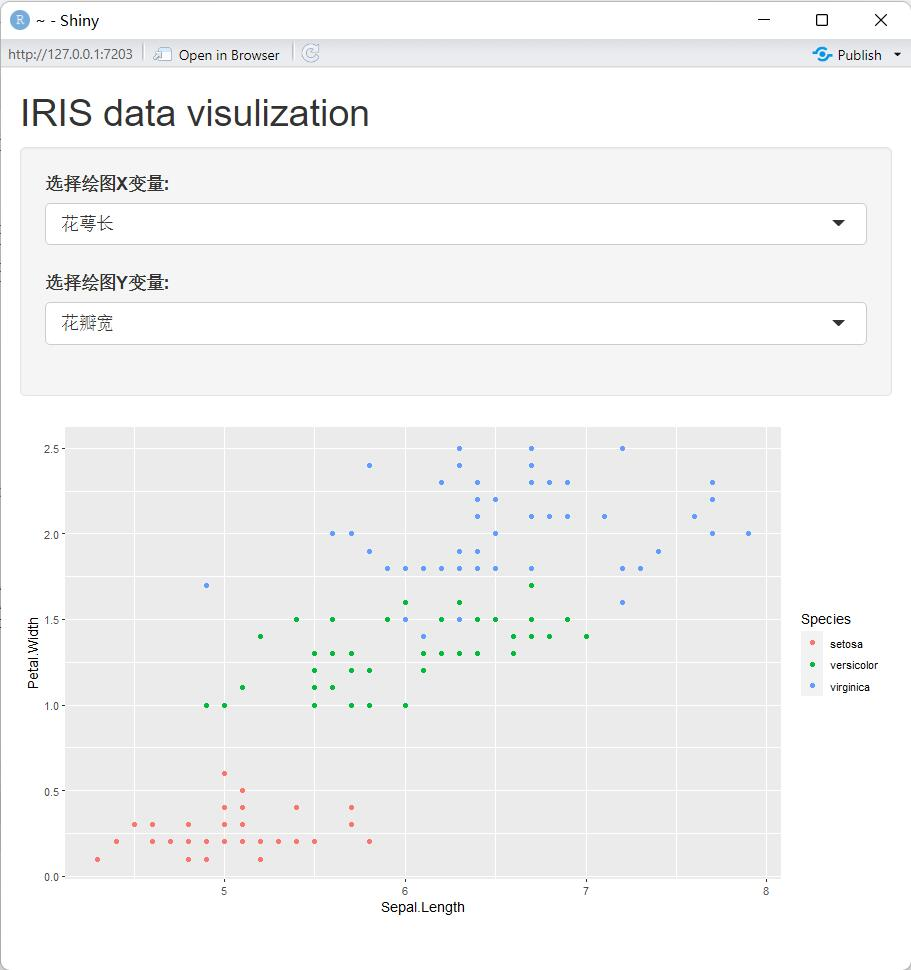 R ~ - Shiny
http://127.0.0.1:7203 Open in Browser Publish
IRIS data visulization
选择绘图X变量:
花萼长
选择绘图Y变量:
花瓣宽
2.5
2.0
1.5
1.0
0.5
0.0
Petal.Width
5 6 7 8
Sepal.Length
Species
setosa
versicolor
virginica